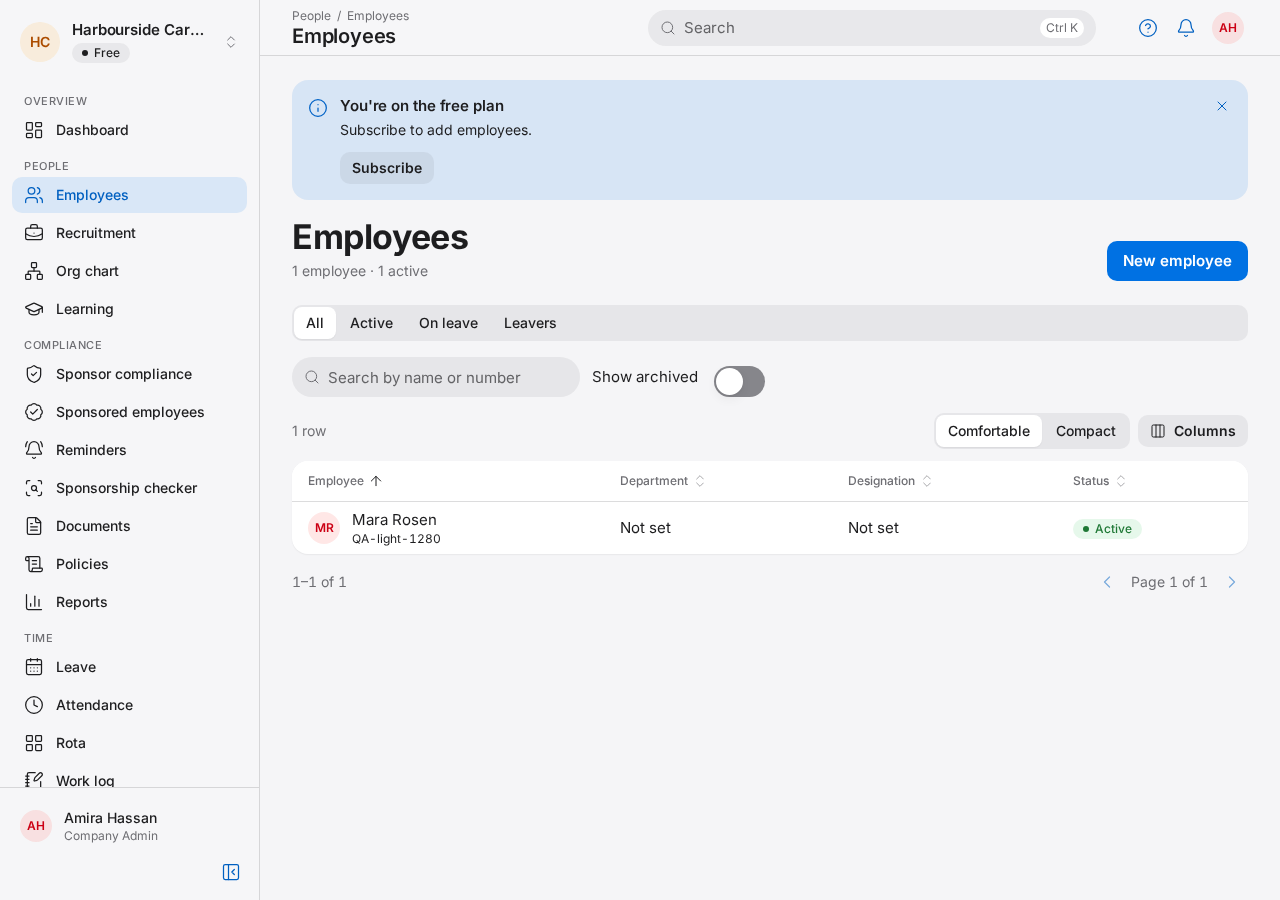 HC
Harbourside Car...
Free
OVERVIEW
Dashboard
PEOPLE
Employees
Recruitment
Org chart
Learning
COMPLIANCE
Sponsor compliance
Sponsored employees
Reminders
Sponsorship checker
Documents
Policies
Reports
TIME
Leave
Attendance
Rota
Work log
AH
Amira Hassan
Company Admin
People / Employees
Employees
Search
Ctrl K
AH
You're on the free plan
Subscribe to add employees.
Subscribe
Employees
1 employee · 1 active
New employee
All Active On leave Leavers
Search by name or number
Show archived
1 row
Comfortable Compact Columns
Employee Department Designation Status
MR
Mara Rosen
QA-light-1280
Not set
Not set
Active
1–1 of 1
Page 1 of 1